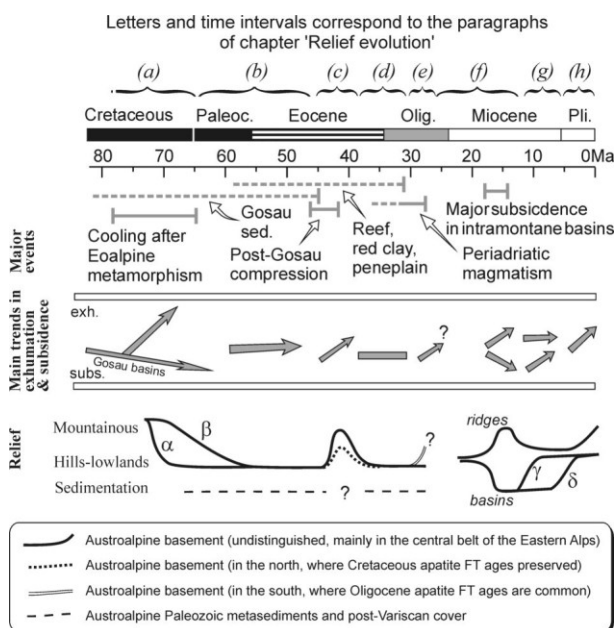 Letters and time intervals correspond to the paragraphs
of chapter 'Relief evolution'
(a) (b) (c) (d) (e) (f) (g) (h)
Cretaceous Paleoc. Eocene Olig. Miocene Pli.
80 70 60 50 40 30 20 10 0Ma
Major
events
Cooling after
Eoalpine
metamorphism
Gosau
sed.
Post-Gosau
compression
Reef,
red clay,
peneplain
Major subsicdence
in intramontane basins
Periadriatic
magmatism
Main trends in
exhumation
& subsidence
exh.
Gosau basins
subs.
?
Relief
Mountainous
Hills-lowlands
Sedimentation
α β
?
?
ridges
basins
γ δ
Austroalpine basement (undistinguished, mainly in the central belt of the Eastern Alps)
Austroalpine basement (in the north, where Cretaceous apatite FT ages preserved)
Austroalpine basement (in the south, where Oligocene apatite FT ages are common)
Austroalpine Paleozoic metasediments and post-Variscan cover